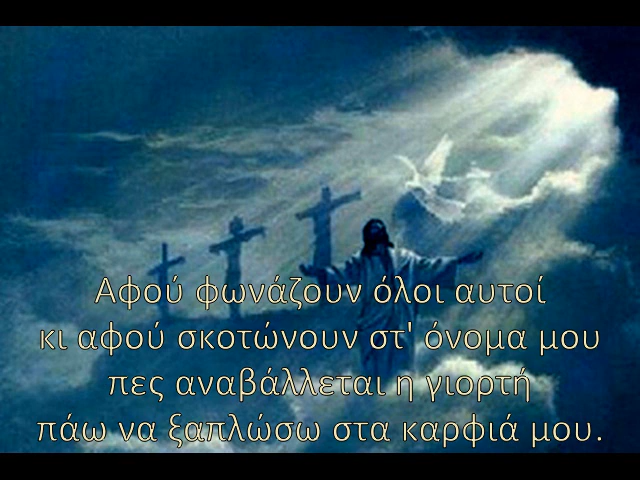 Αφού φωνάζουν όλοι αυτοί
κι αφού σκοτώνουν στ' όνομα μου
πες αναβάλλεται η γιορτή
πάω να ξαπλώσω στα καρφιά μου.